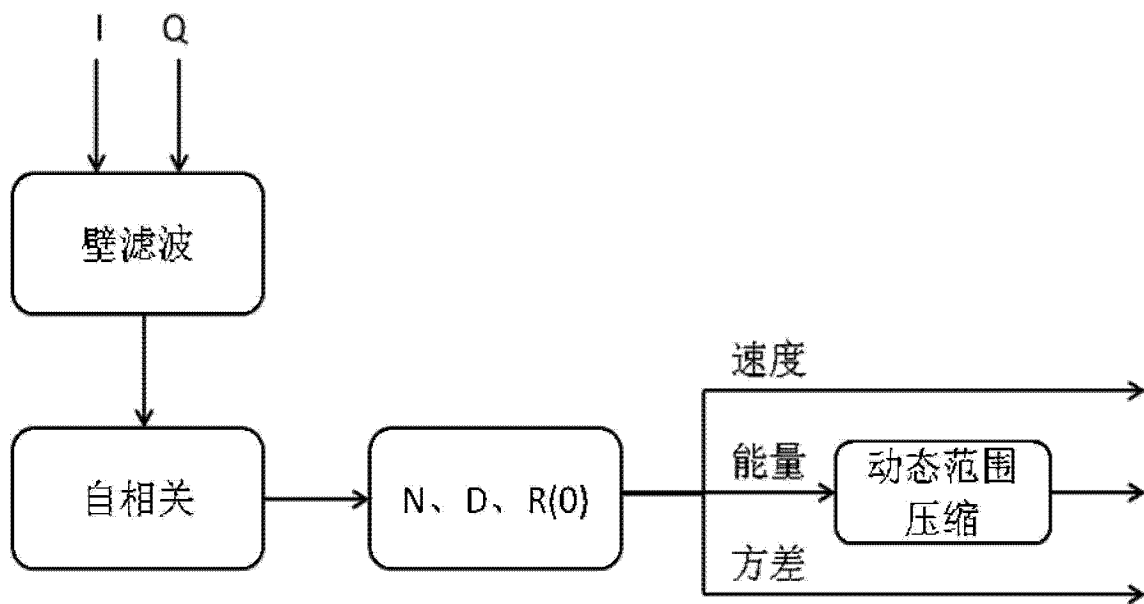 I Q
壁滤波
自相关
N、D、R(0)
速度
能量
方差
动态范围
压缩